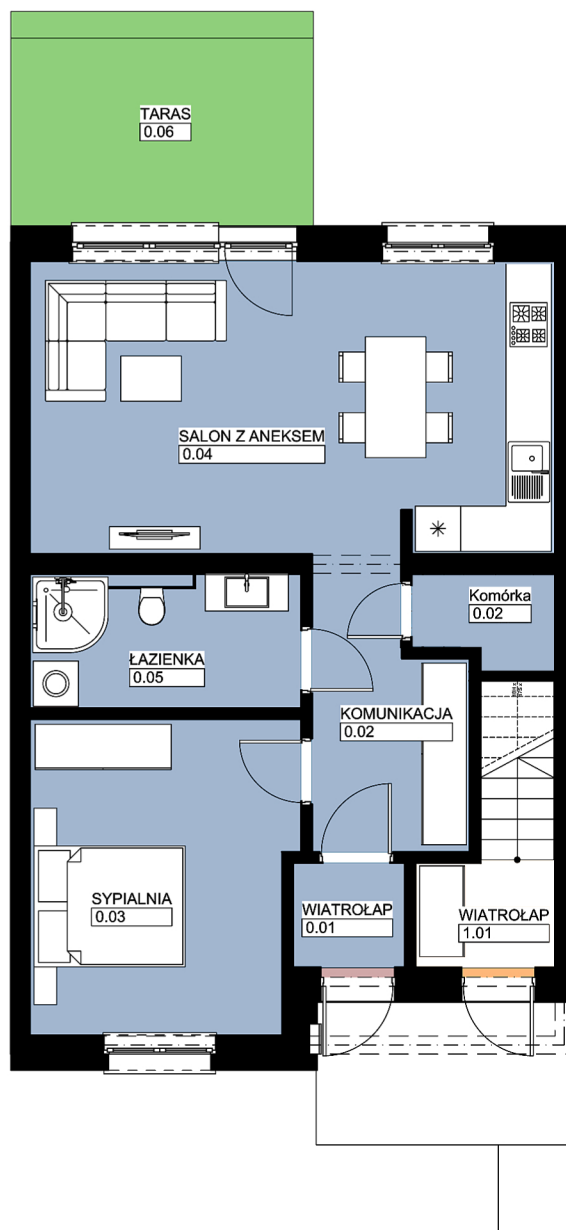 TARAS
0.06
SALON Z ANEKSEM
0.04
Komórka
0.02
ŁAZIENKA
0.05
KOMUNIKACJA
0.02
SYPIALNIA
0.03
WIATROŁAP
0.01
WIATROŁAP
1.01